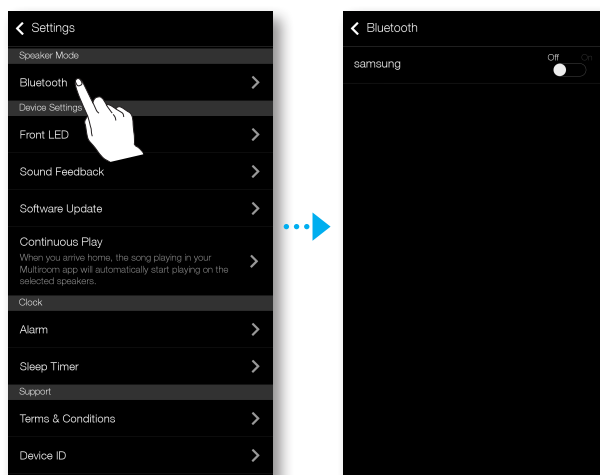 Settings
Speaker Mode
Bluetooth
Device Settings
Front LED
Sound Feedback
Software Update
Continuous Play
When you arrive home, the song playing in your
Multiroom app will automatically start playing on the
selected speakers.
Clock
Alarm
Sleep Timer
Support
Terms & Conditions
Device ID
Bluetooth
samsung
Off On